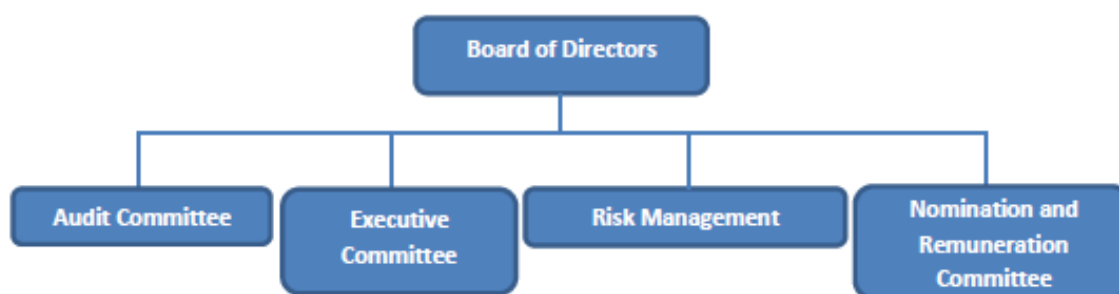 Board of Directors
Audit Committee
Executive
Committee
Risk Management
Nomination and
Remuneration
Committee